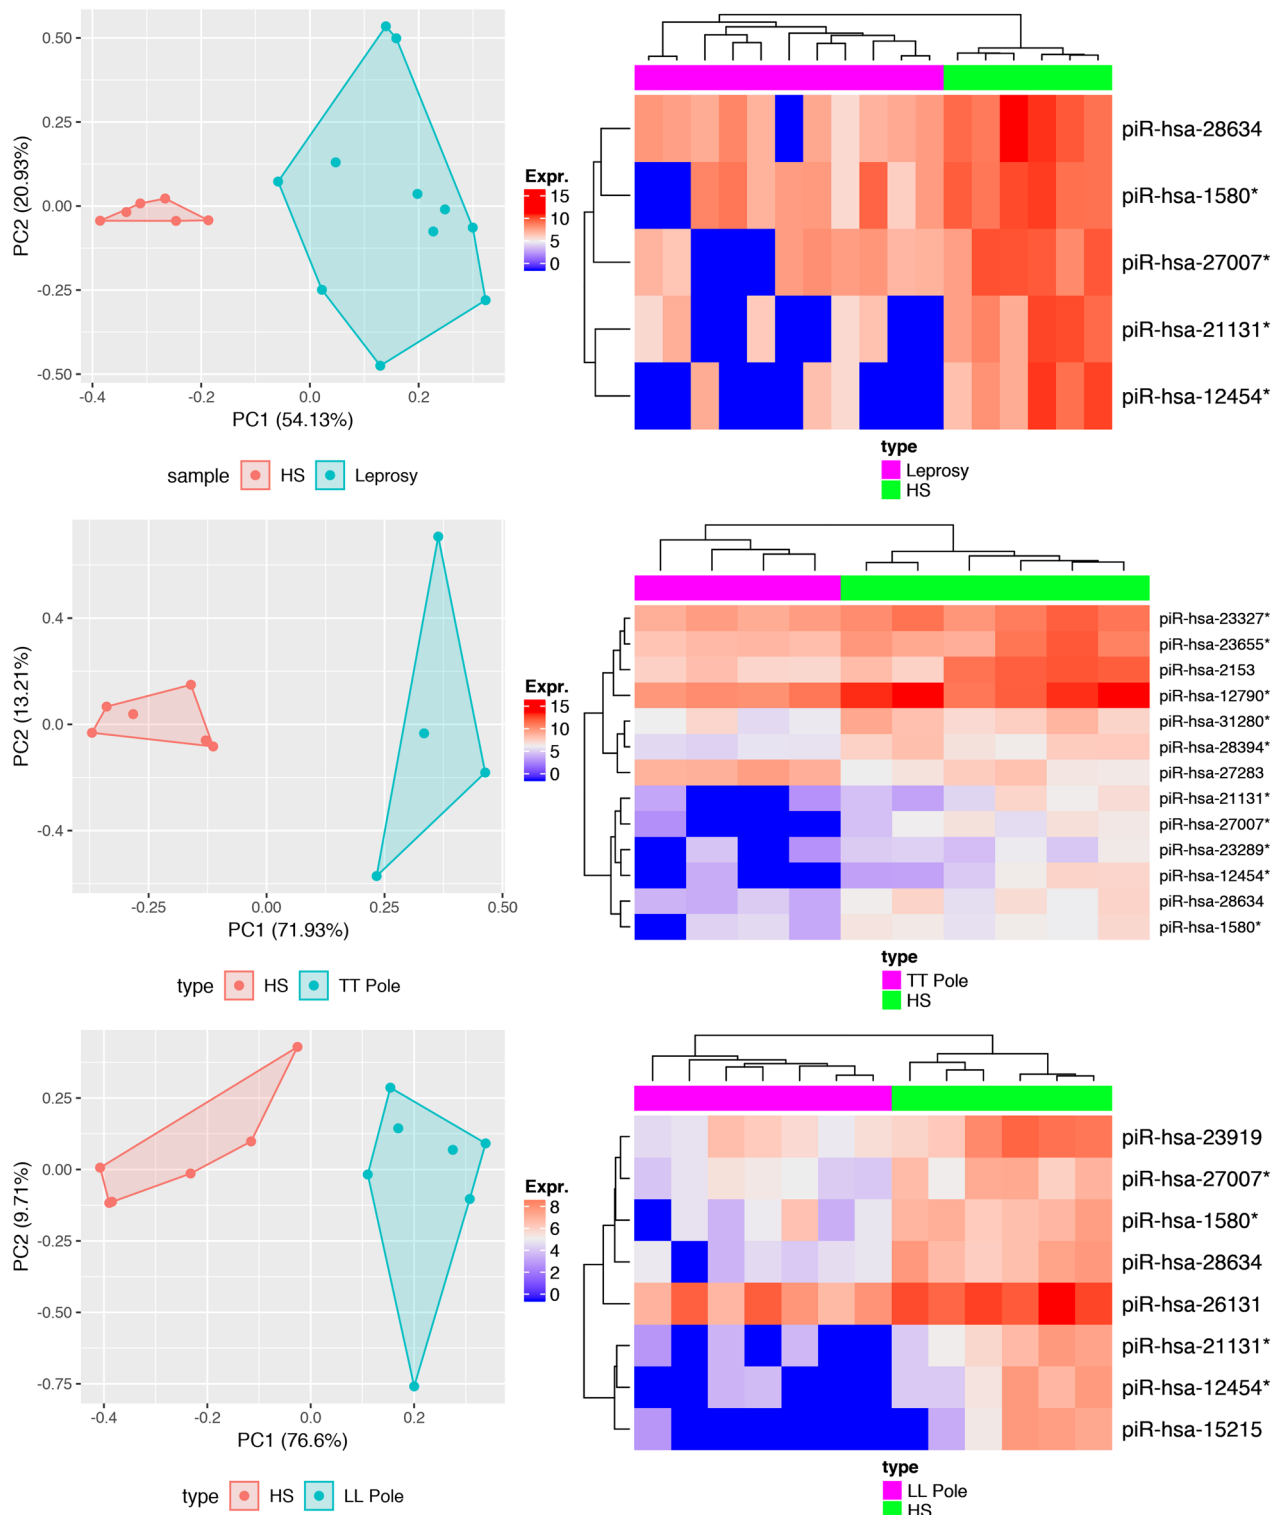 0.50
0.25
0.00
-0.25
-0.50
PC2 (20.93%)
-0.4
-0.2
0.0
0.2
PC1 (54.13%)
sample
HS
Leprosy
Expr.
15
10
5
0
piR-hsa-28634
piR-hsa-1580*
piR-hsa-27007*
piR-hsa-21131*
piR-hsa-12454*
type
Leprosy
HS
0.4
0.0
-0.4
PC2 (13.21%)
-0.25
0.00
0.25
0.50
PC1 (71.93%)
type
HS
TT Pole
Expr.
15
10
5
0
piR-hsa-23327*
piR-hsa-23655*
piR-hsa-2153
piR-hsa-12790*
piR-hsa-31280*
piR-hsa-28394*
piR-hsa-27283
piR-hsa-21131*
piR-hsa-27007*
piR-hsa-23289*
piR-hsa-12454*
piR-hsa-28634
piR-hsa-1580*
type
TT Pole
HS
0.25
0.00
-0.25
-0.50
-0.75
PC2 (9.71%)
-0.4
-0.2
0.0
0.2
PC1 (76.6%)
type
HS
LL Pole
Expr.
8
6
4
2
0
piR-hsa-23919
piR-hsa-27007*
piR-hsa-1580*
piR-hsa-28634
piR-hsa-26131
piR-hsa-21131*
piR-hsa-12454*
piR-hsa-15215
type
LL Pole
HS